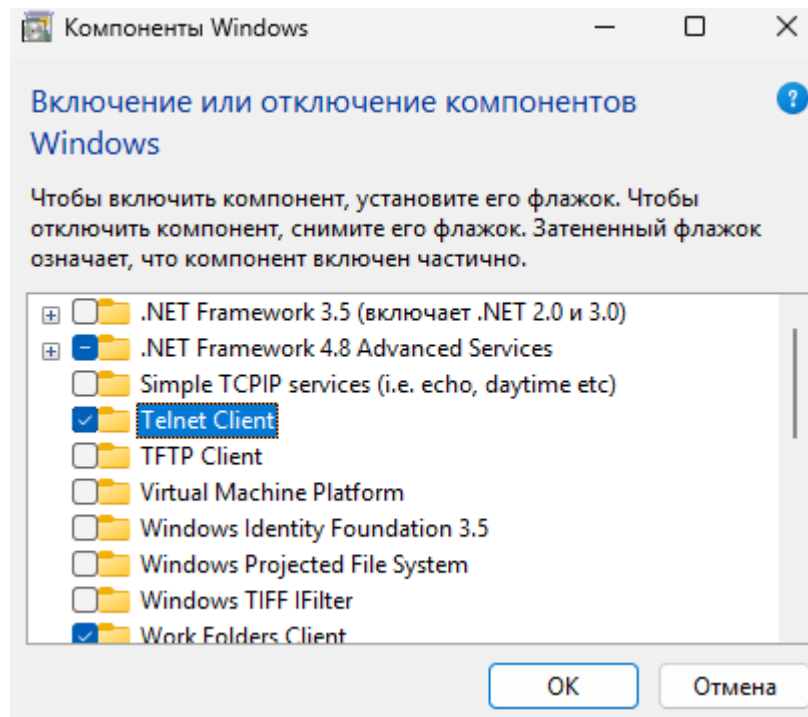 Компоненты Windows
Включение или отключение компонентов
Windows
?
Чтобы включить компонент, установите его флажок. Чтобы
отключить компонент, снимите его флажок. Затененный флажок
означает, что компонент включен частично.
.NET Framework 3.5 (включает .NET 2.0 и 3.0)
.NET Framework 4.8 Advanced Services
Simple TCPIP services (i.e. echo, daytime etc)
Telnet Client
TFTP Client
Virtual Machine Platform
Windows Identity Foundation 3.5
Windows Projected File System
Windows TIFF IFilter
Work Folders Client
ОК
Отмена